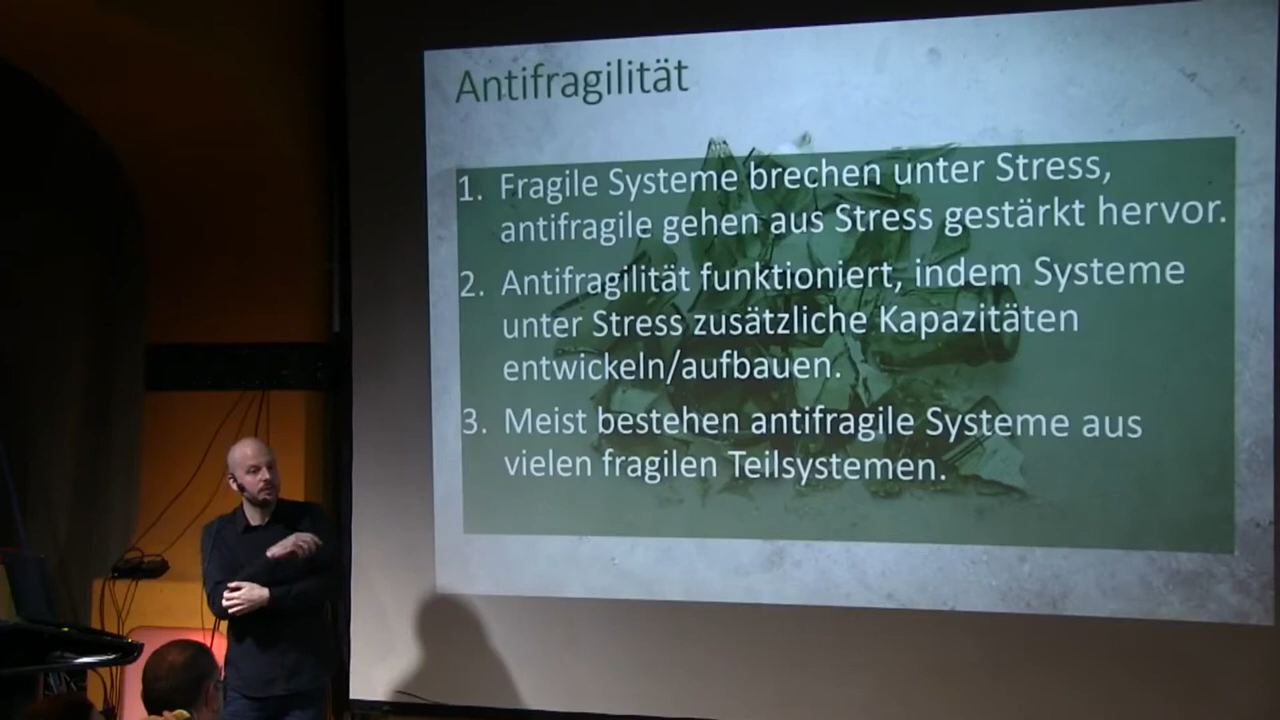 Antifragilität
1. Fragile Systeme brechen unter Stress,
antifragile gehen aus Stress gestärkt hervor.
2. Antifragilität funktioniert, indem Systeme
unter Stress zusätzliche Kapazitäten
entwickeln/aufbauen.
3. Meist bestehen antifragile Systeme aus
vielen fragilen Teilsystemen.